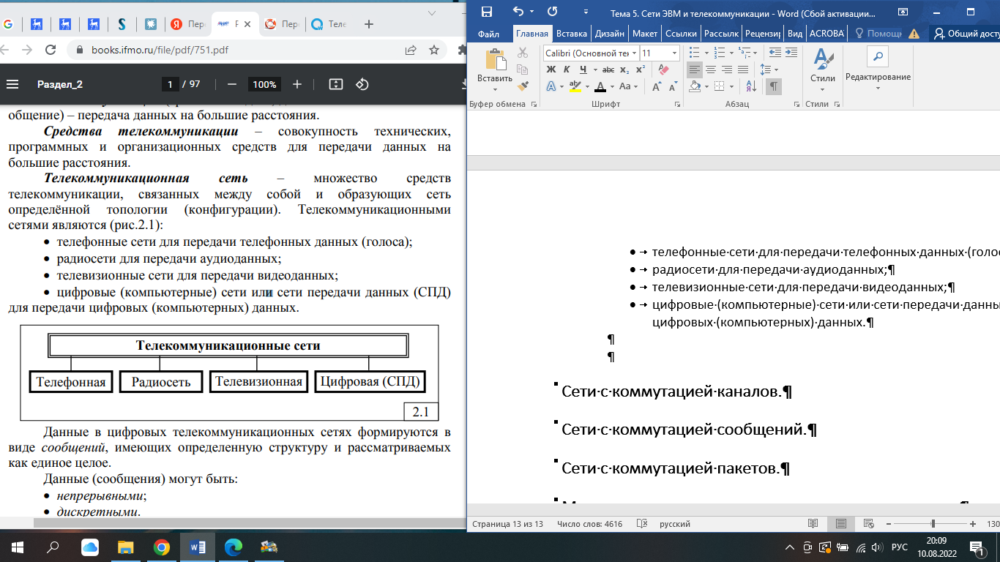 Пер
Р
Пер
Теле
books.ifmo.ru/file/pdf/751.pdf
Раздел_2
1 / 97
100%
общение) – передача данных на большие расстояния.
Средства телекоммуникации – совокупность технических,
программных и организационных средств для передачи данных на
большие расстояния.
Телекоммуникационная сеть – множество средств
телекоммуникации, связанных между собой и образующих сеть
определённой топологии (конфигурации). Телекоммуникационными
сетями являются (рис.2.1):
• телефонные сети для передачи телефонных данных (голоса);
• радиосети для передачи аудиоданных;
• телевизионные сети для передачи видеоданных;
• цифровые (компьютерные) сети или сети передачи данных (СПД)
для передачи цифровых (компьютерных) данных.
Телекоммуникационные сети
Телефонная Радиосеть Телевизионная Цифровая (СПД)
2.1
Данные в цифровых телекоммуникационных сетях формируются в
виде сообщений, имеющих определенную структуру и рассматриваемых
как единое целое.
Данные (сообщения) могут быть:
• непрерывными;
• дискретными.
Тема 5. Сети ЭВМ и телекоммуникации - Word (Сбой активации...
Файл Главная Вставка Дизайн Макет Ссылки Рассылк Рецензир Вид ACROBA Помощн Общий дост
Calibri (Основной тек 11
Вставить
Ж К Ч abc x₂ x²
Стили
Редактирование
Буфер обмена Шрифт Абзац Стили
•→телефонные·сети·для·передачи·телефонных·данных·(голос
•→радиосети·для·передачи·аудиоданных;¶
•→телевизионные·сети·для·передачи·видеоданных;¶
•→цифровые·(компьютерные)·сети·или·сети·передачи·данны
цифровых·(компьютерных)·данных.¶
¶
¶
Сети·с·коммутацией·каналов.¶
Сети·с·коммутацией·сообщений.¶
Сети·с·коммутацией·пакетов.¶
Страница 13 из 13 Число слов: 4616 русский 130
РУС
20:09
10.08.2022
1